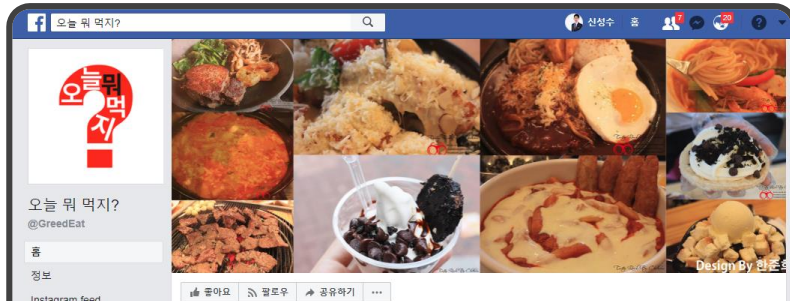 오늘 뭐 먹지?
신성수 홈 7 20
오늘
뭐
먹
지
오늘 뭐 먹지?
@GreedEat
홈
정보
Instagram feed
좋아요 팔로우 공유하기
Design By 한준희